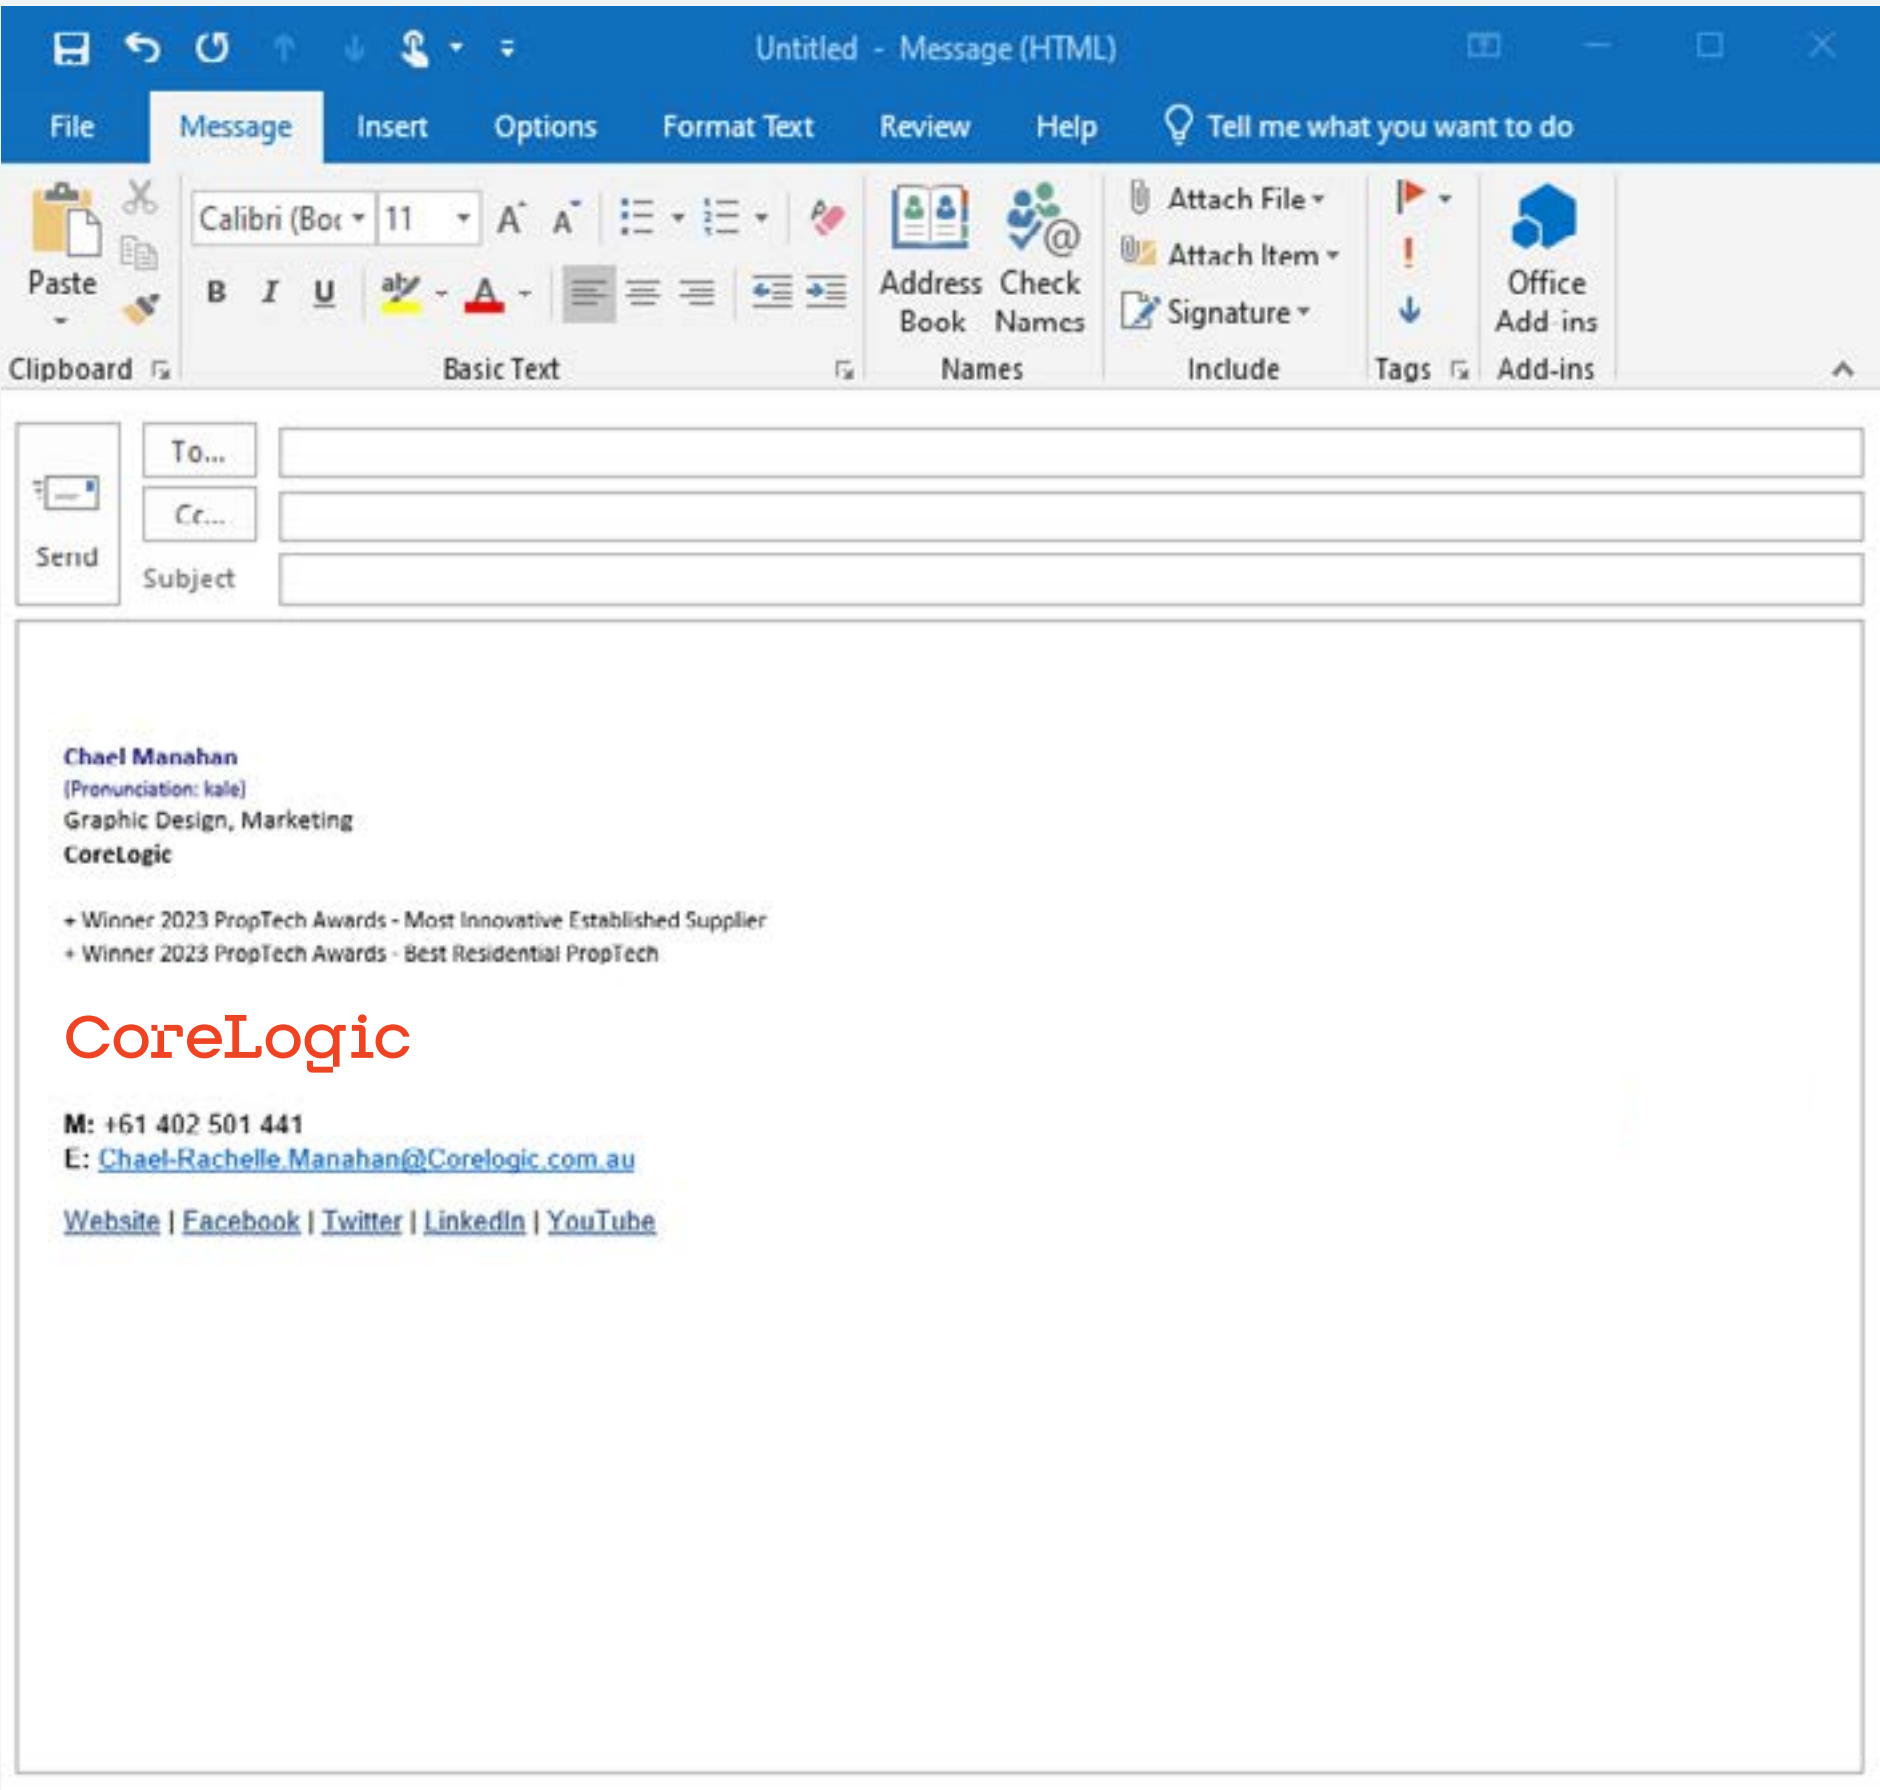 Untitled - Message (HTML)
File Message Insert Options Format Text Review Help Tell me what you want to do
Paste
Calibri (Boc 11 A A
Attach File
Attach Item
Signature
B I U aby A
Address Book
Check Names
Office Add-ins
Clipboard Basic Text Names Include Tags Add-ins
To...
Cc...
Send
Subject
Chael Manahan
(Pronunciation: kale)
Graphic Design, Marketing
CoreLogic
+ Winner 2023 PropTech Awards - Most Innovative Established Supplier
+ Winner 2023 PropTech Awards - Best Residential PropTech
CoreLogic
M: +61 402 501 441
E: Chael-Rachelle.Manahan@Corelogic.com.au
Website | Facebook | Twitter | LinkedIn | YouTube